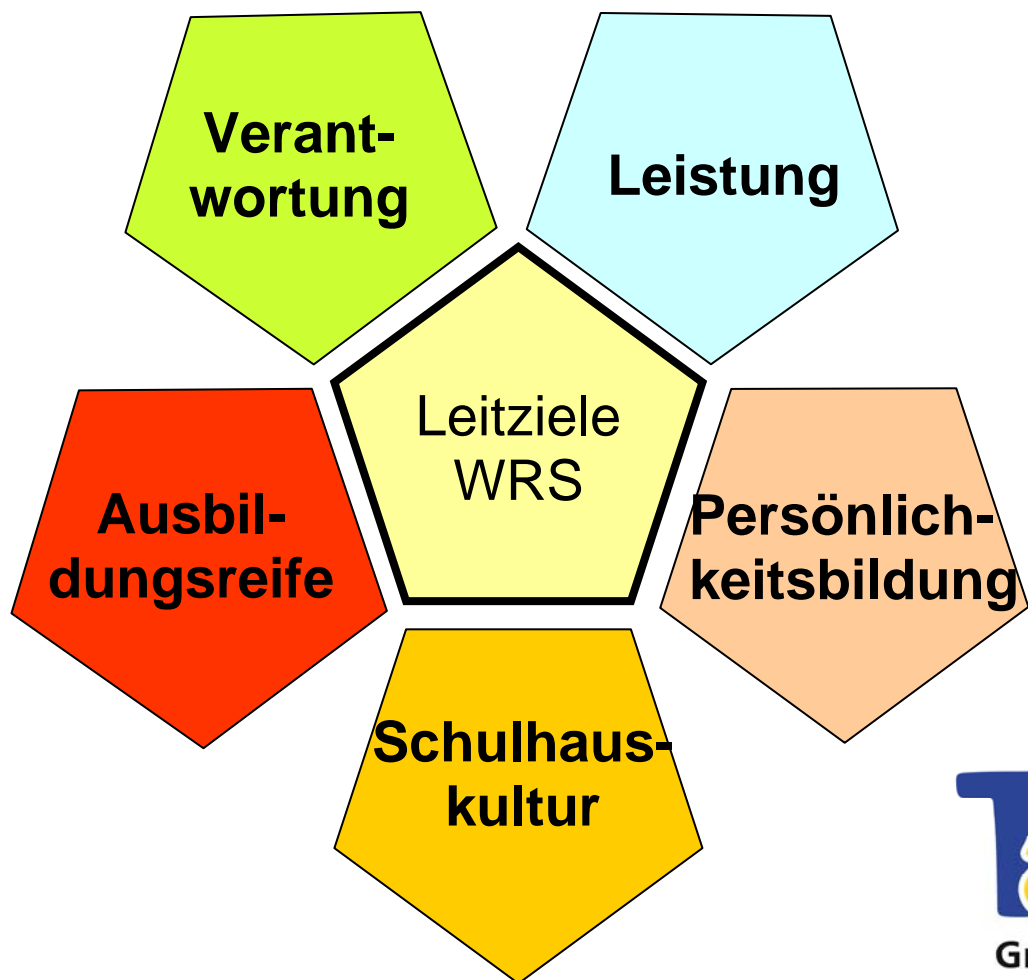 Verant-
wortung
Leistung
Leitziele
WRS
Ausbil-
dungsreife
Persönlich-
keitsbildung
Schulhaus-
kultur